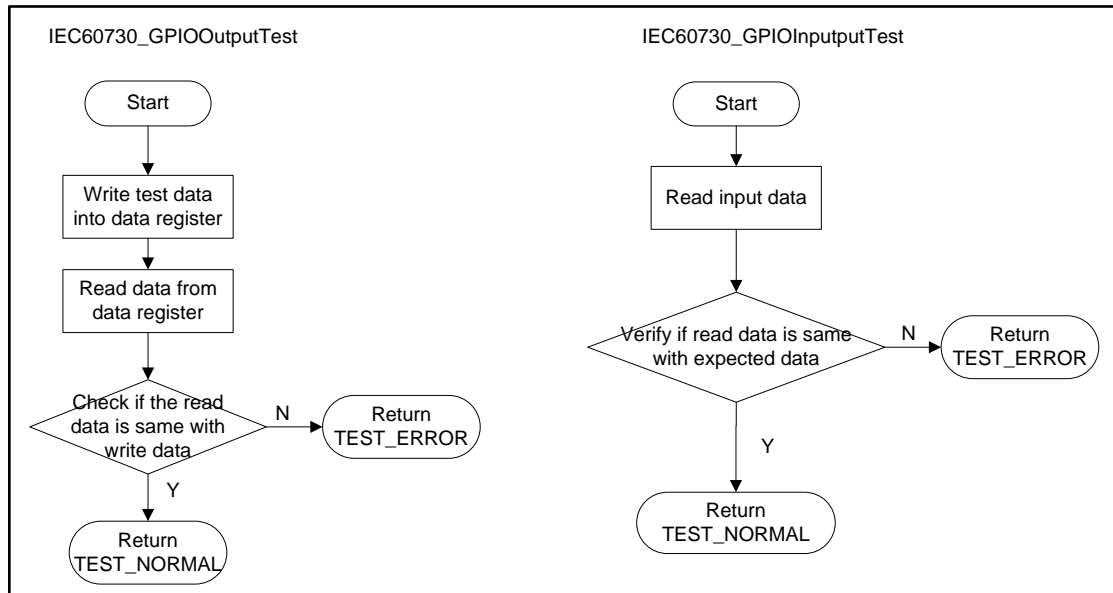 IEC60730_GPIOOutputTest
Start
Write test data
into data register
Read data from
data register
Check if the read
data is same with
write data
N
Return
TEST_ERROR
Y
Return
TEST_NORMAL
IEC60730_GPIOInputputTest
Start
Read input data
Verify if read data is same
with expected data
N
Return
TEST_ERROR
Y
Return
TEST_NORMAL